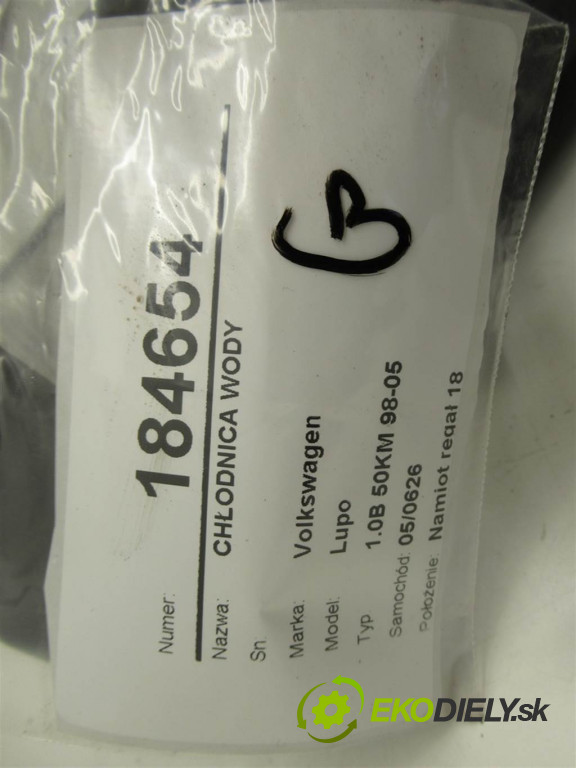 Numer: 184654
Nazwa: CHŁODNICA WODY
Sn
Marka: Volkswagen
Model: Lupo
Typ 1.0B 50KM 98-05
Samochód: 05/0626
Położenie: Namiot regał 18
B
EKODIELY.sk